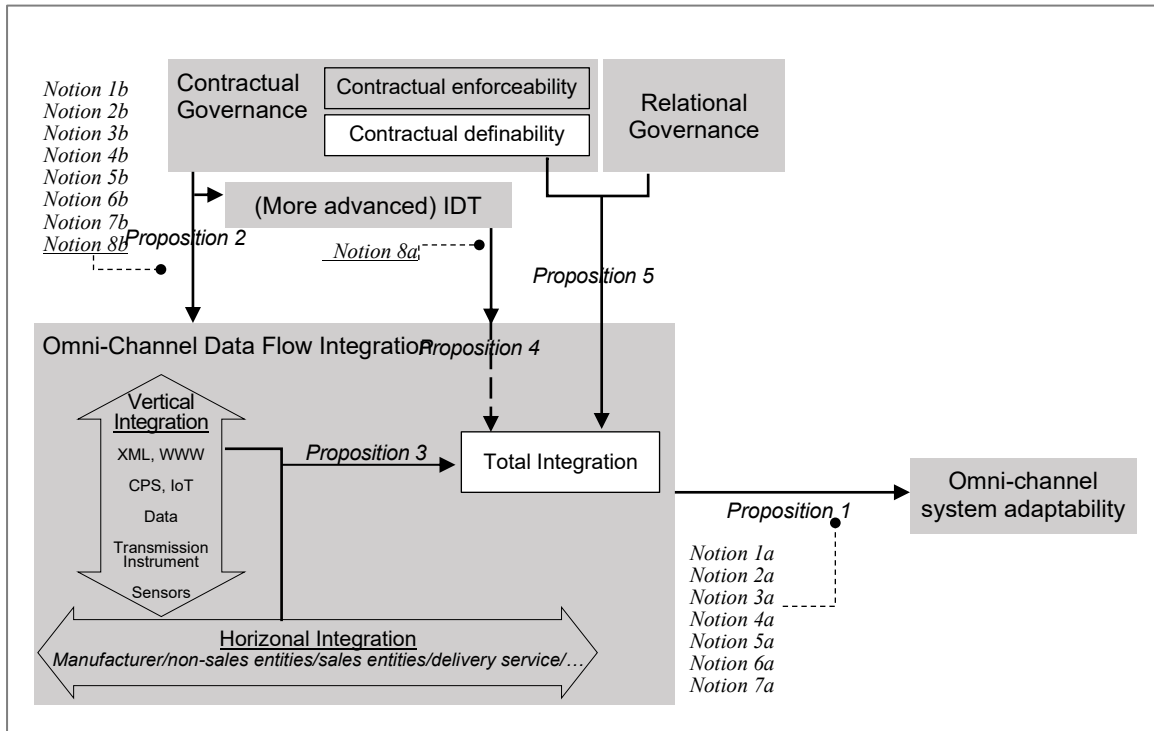 Contractual
Governance
Contractual enforceability
Contractual definability
Relational
Governance
Notion 1b
Notion 2b
Notion 3b
Notion 4b
Notion 5b
Notion 6b
Notion 7b
Notion 8b
Proposition 2
(More advanced) IDT
Notion 8a
Proposition 5
Omni-Channel Data Flow Integration
Proposition 4
Vertical
Integration
XML, WWW
CPS, IoT
Data
Transmission
Instrument
Sensors
Proposition 3
Total Integration
Horizonal Integration
Manufacturer/non-sales entities/sales entities/delivery service/…
Proposition 1
Notion 1a
Notion 2a
Notion 3a
Notion 4a
Notion 5a
Notion 6a
Notion 7a
Omni-channel
system adaptability